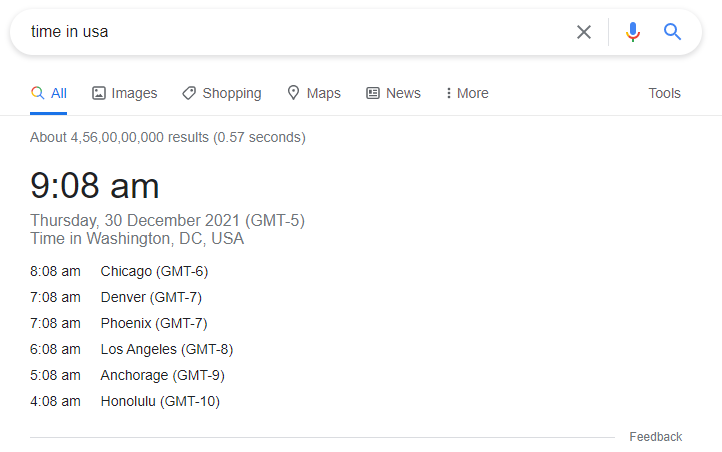 time in usa
All Images Shopping Maps News More Tools
About 4,56,00,00,000 results (0.57 seconds)
9:08 am
Thursday, 30 December 2021 (GMT-5)
Time in Washington, DC, USA
8:08 am Chicago (GMT-6)
7:08 am Denver (GMT-7)
7:08 am Phoenix (GMT-7)
6:08 am Los Angeles (GMT-8)
5:08 am Anchorage (GMT-9)
4:08 am Honolulu (GMT-10)
Feedback